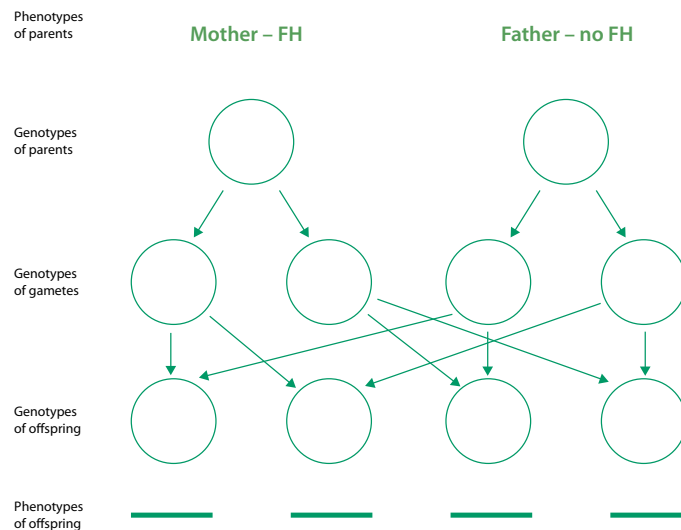 Phenotypes
of parents
Mother – FH
Father – no FH
Genotypes
of parents
Genotypes
of gametes
Genotypes
of offspring
Phenotypes
of offspring